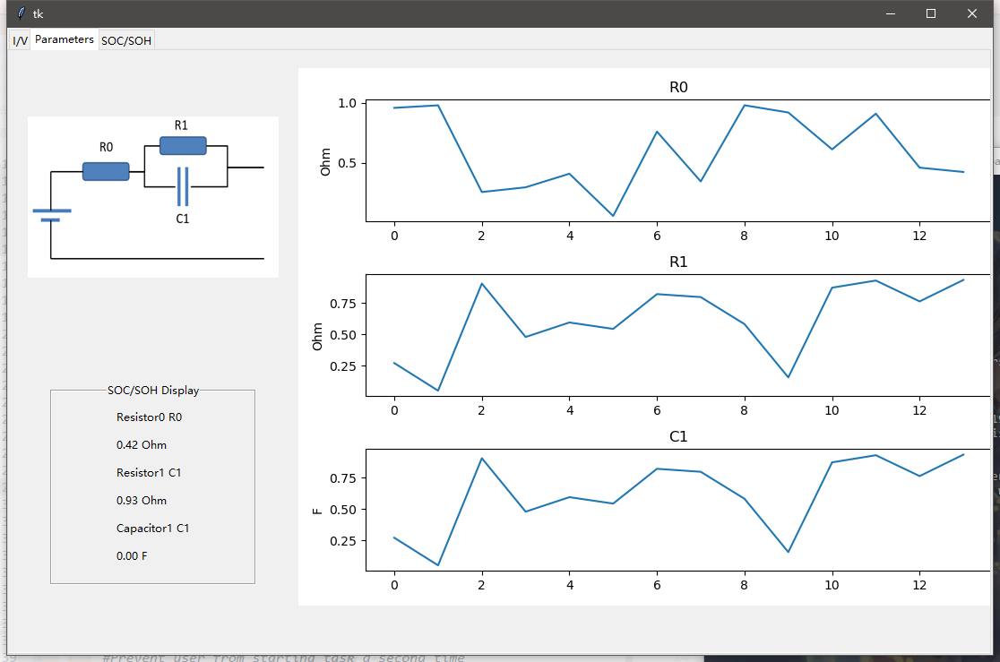 tk
I/V Parameters SOC/SOH
R1
R0
C1
SOC/SOH Display
Resistor0 R0
0.42 Ohm
Resistor1 C1
0.93 Ohm
Capacitor1 C1
0.00 F
R0
1.0
0.5
Ohm
0 2 4 6 8 10 12
R1
0.75
0.50
0.25
Ohm
0 2 4 6 8 10 12
C1
0.75
0.50
0.25
F
0 2 4 6 8 10 12
#Prevent user from starting task a second time